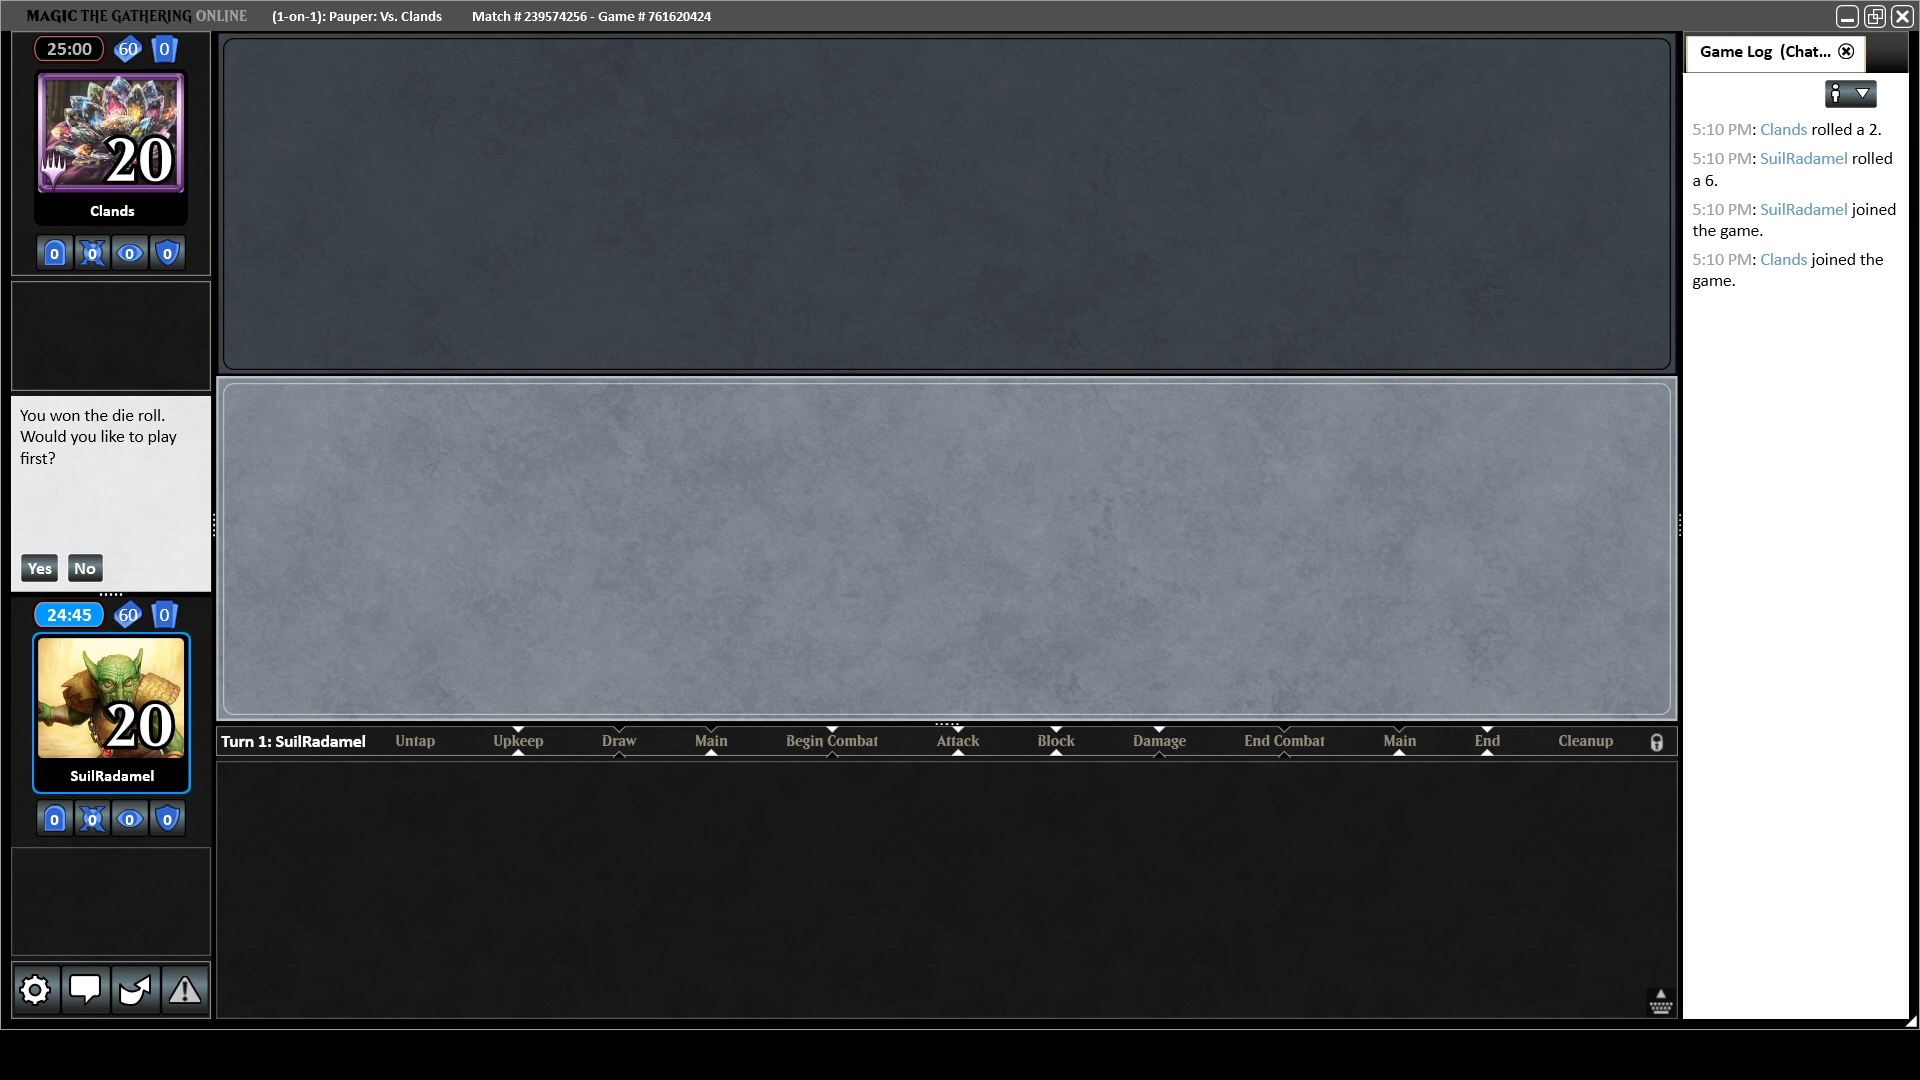 MAGIC THE GATHERING ONLINE (1-on-1): Pauper: Vs. Clands Match # 239574256 - Game # 761620424
25:00 60 0
20
Clands
0 0 0 0
You won the die roll.
Would you like to play
first?
Yes No
24:45 60 0
20
SuilRadamel
0 0 0 0
Turn 1: SuilRadamel Untap Upkeep Draw Main Begin Combat Attack Block Damage End Combat Main End Cleanup
Game Log (Chat...
5:10 PM: Clands rolled a 2.
5:10 PM: SuilRadamel rolled
a 6.
5:10 PM: SuilRadamel joined
the game.
5:10 PM: Clands joined the
game.